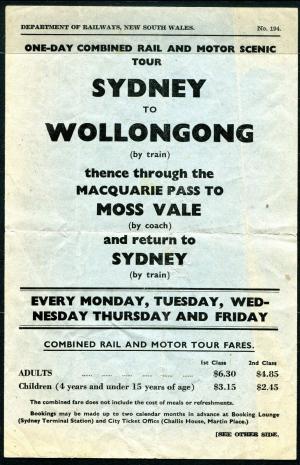 DEPARTMENT OF RAILWAYS, NEW SOUTH WALES. No. 194.
ONE-DAY COMBINED RAIL AND MOTOR SCENIC
TOUR
SYDNEY
TO
WOLLONGONG
(by train)
thence through the
MACQUARIE PASS TO
MOSS VALE
(by coach)
and return to
SYDNEY
(by train)
EVERY MONDAY, TUESDAY, WED-
NESDAY THURSDAY AND FRIDAY
COMBINED RAIL AND MOTOR TOUR FARES.
1st Class 2nd Class
ADULTS ..... ..... ..... ..... ..... $6.30 $4.85
Children (4 years and under 15 years of age) $3.15 $2.45
The combined fare does not include the cost of meals or refreshments.
Bookings may be made up to two calendar months in advance at Booking Lounge
(Sydney Terminal Station) and City Ticket Office (Challis House, Martin Place.)
[SEE OTHER SIDE.